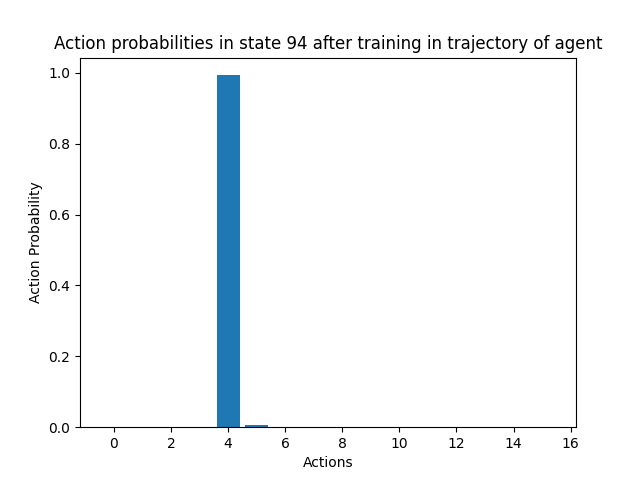 Action probabilities in state 94 after training in trajectory of agent
1.0
0.8
0.6
0.4
0.2
0.0
Action Probability
0 2 4 6 8 10 12 14 16
Actions